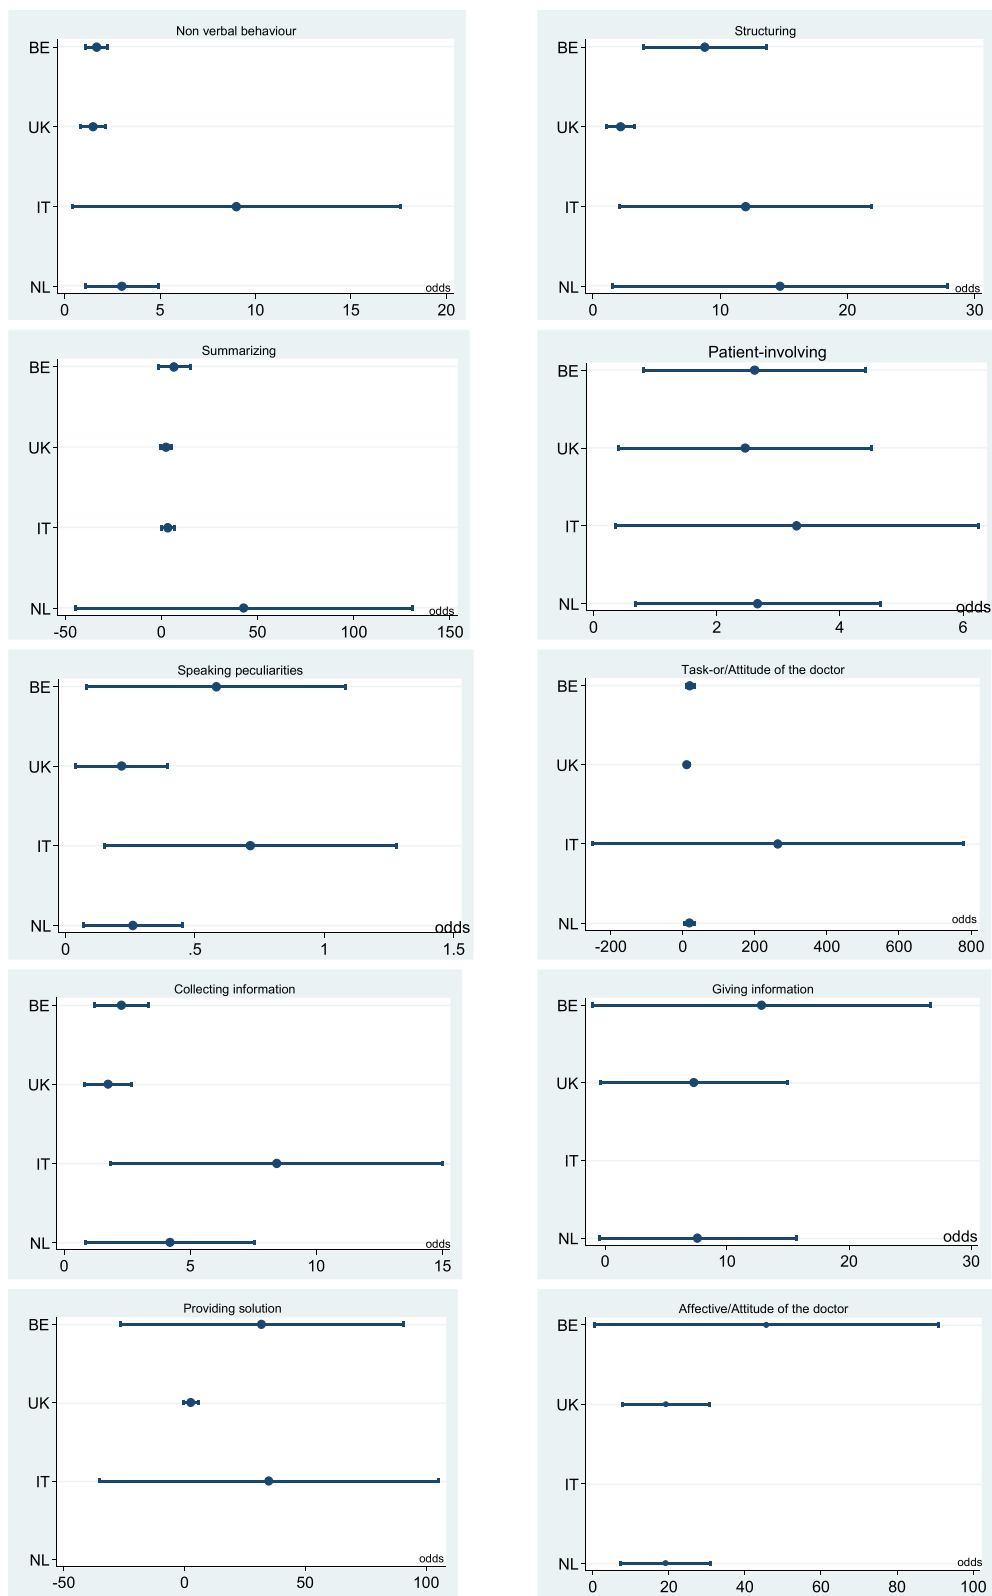 Non verbal behaviour
BE
UK
IT
NL
odds
0 5 10 15 20
Structuring
BE
UK
IT
NL
odds
0 10 20 30
Summarizing
BE
UK
IT
NL
odds
-50 0 50 100 150
Patient-involving
BE
UK
IT
NL
odds
0 2 4 6
Speaking peculiarities
BE
UK
IT
NL
odds
0 .5 1 1.5
Task-or/Attitude of the doctor
BE
UK
IT
NL
odds
-200 0 200 400 600 800
Collecting information
BE
UK
IT
NL
odds
0 5 10 15
Giving information
BE
UK
IT
NL
odds
0 10 20 30
Providing solution
BE
UK
IT
NL
odds
-50 0 50 100
Affective/Attitude of the doctor
BE
UK
IT
NL
odds
0 20 40 60 80 100